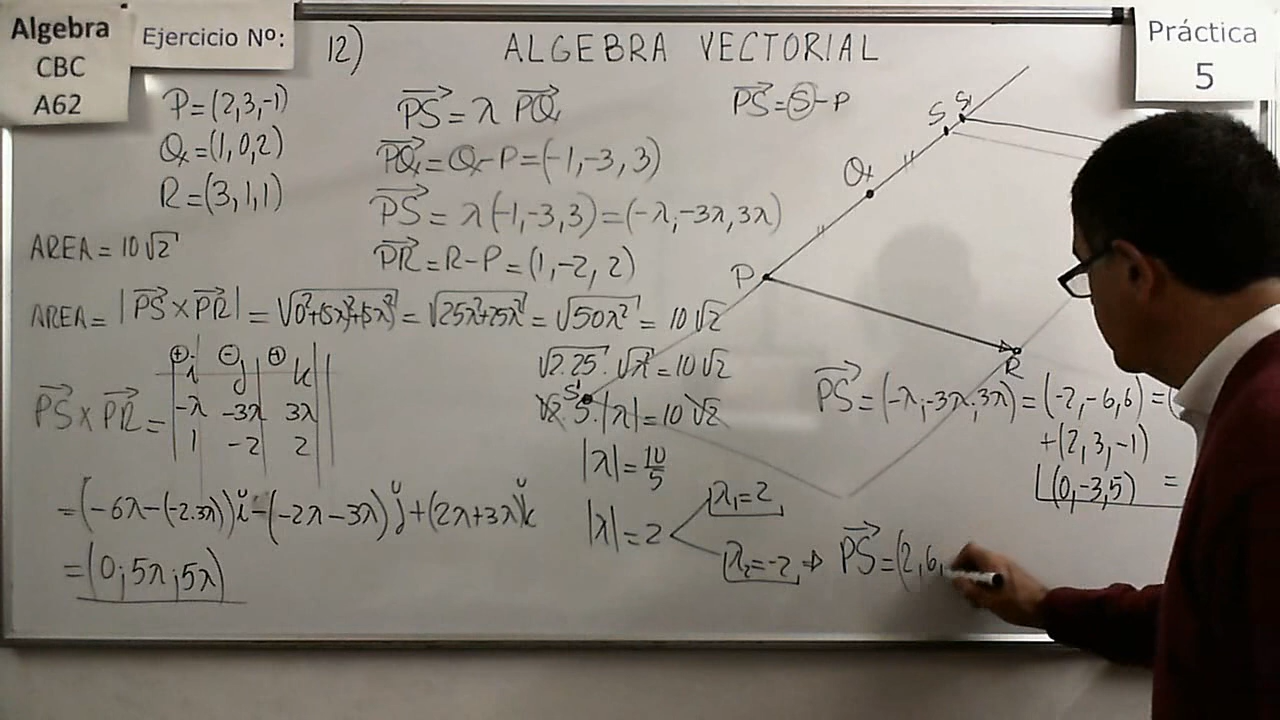 Algebra
CBC
A62
Ejercicio Nº:
12)
ALGEBRA VECTORIAL
Práctica
5
P=(2,3,-1)
Q=(1,0,2)
R=(3,1,1)
AREA = 10√2
AREA = |PS×PR| = √(0²+(5λ)²+(5λ)²) = √(25λ²+25λ²) = √(50λ²) = 10√2
PS = λ PQ
PQ = Q-P = (-1,-3,3)
PS = λ(-1,-3,3) = (-λ,-3λ,3λ)
PR = R-P = (1,-2,2)
PS = S-P
S S
Q
P
R
S'
PS×PR =
+ i - j + k
-λ -3λ 3λ
1 -2 2
=(-6λ-(-2.3λ))i-(-2λ-3λ)j+(2λ+3λ)k
=(0;5λ;5λ)
√2.25.√λ² = 10√2
√2.5.|λ| = 10√2
|λ| = 10/5
|λ| = 2
λ₁=2
λ₂=-2 ⇒ PS=(2,6,
PS = (-λ,-3λ,3λ) = (-2,-6,6) = (
+(2,3,-1)
(0,-3,5) =